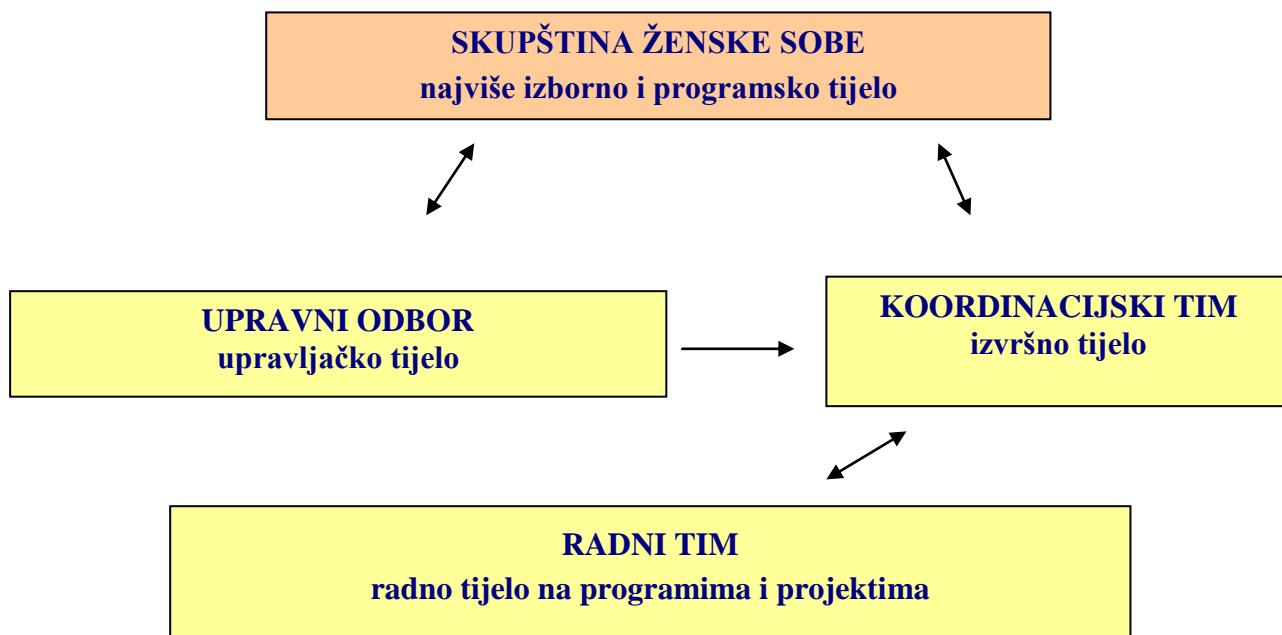 SKUPŠTINA ŽENSKE SOBE
najviše izborno i programsko tijelo
UPRAVNI ODBOR
upravljačko tijelo
KOORDINACIJSKI TIM
izvršno tijelo
RADNI TIM
radno tijelo na programima i projektima